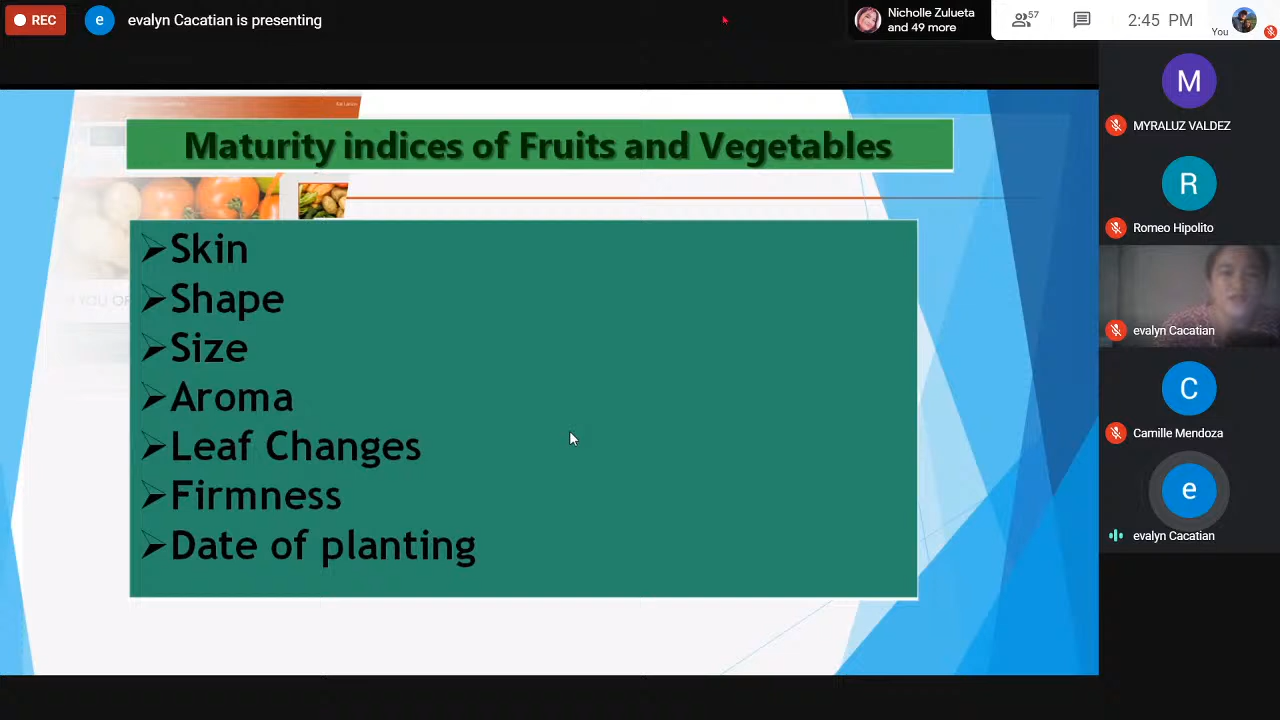 REC
e
evalyn Cacatian is presenting
Nicholle Zulueta
and 49 more
57
2:45 PM
You
Maturity indices of Fruits and Vegetables
Skin
Shape
Size
Aroma
Leaf Changes
Firmness
Date of planting
M
MYRALUZ VALDEZ
R
Romeo Hipolito
evalyn Cacatian
C
Camille Mendoza
e
evalyn Cacatian